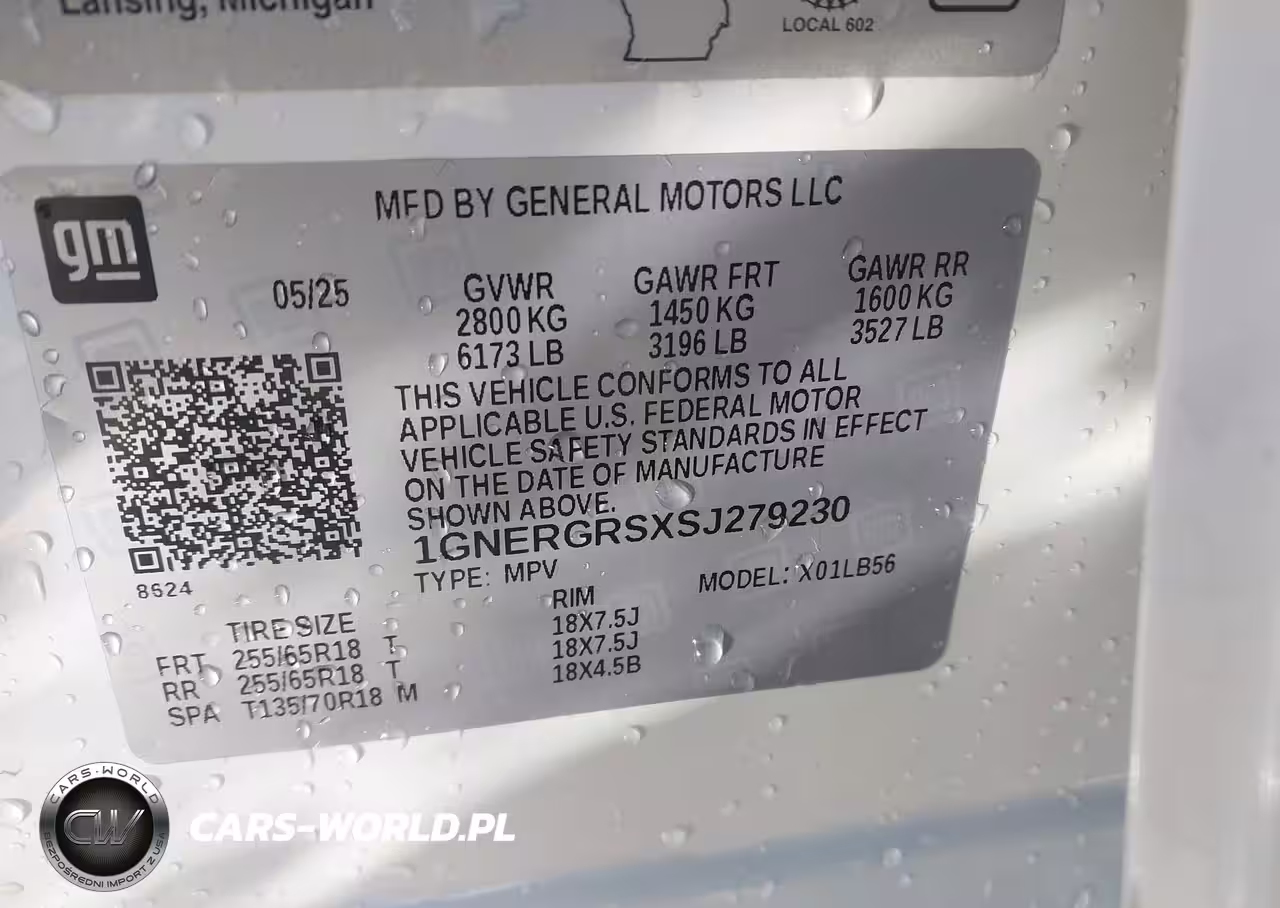 Lansing, Michigan
LOCAL 602
gm
MFD BY GENERAL MOTORS LLC
05/25
GVWR
2800 KG
6173 LB
GAWR FRT
1450 KG
3196 LB
GAWR RR
1600 KG
3527 LB
THIS VEHICLE CONFORMS TO ALL
APPLICABLE U.S. FEDERAL MOTOR
VEHICLE SAFETY STANDARDS IN EFFECT
ON THE DATE OF MANUFACTURE
SHOWN ABOVE.
1GNERGRSXSJ279230
TYPE: MPV MODEL: X01LB56
8624
TIRE SIZE RIM
FRT 255/65R18 T 18X7.5J
RR 255/65R18 T 18X7.5J
SPA T135/70R18 M 18X4.5B
CARS-WORLD
CW
BEZPOŚREDNI IMPORT Z USA
CARS-WORLD.PL